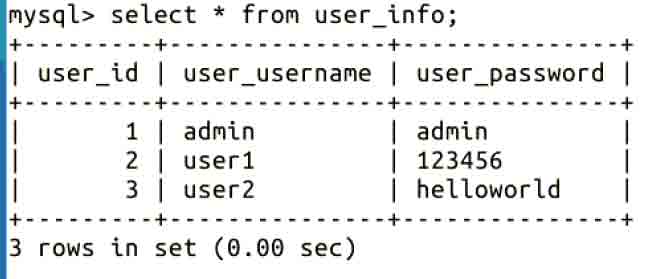 mysql> select * from user_info;
+---------+---------------+---------------+
| user_id | user_username | user_password |
+---------+---------------+---------------+
|       1 | admin         | admin         |
|       2 | user1         | 123456        |
|       3 | user2         | helloworld    |
+---------+---------------+---------------+
3 rows in set (0.00 sec)